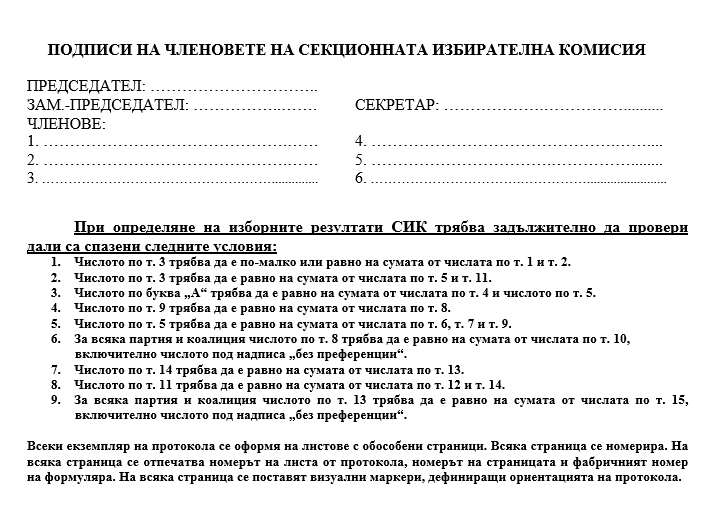 ПОДПИСИ НА ЧЛЕНОВЕТЕ НА СЕКЦИОННАТА ИЗБИРАТЕЛНА КОМИСИЯ
ПРЕДСЕДАТЕЛ: …………………………..
ЗАМ.-ПРЕДСЕДАТЕЛ: ……………..……. СЕКРЕТАР: ………………………………..........
ЧЛЕНОВЕ:
1. ……………………………………………… 4. ………………………………………………....
2. ……………………………………………… 5. ……………………………………………........
3. ………………………………………............... 6. ……………………………………........................
При определяне на изборните резултати СИК трябва задължително да провери
дали са спазени следните условия:
1. Числото по т. 3 трябва да е по-малко или равно на сумата от числата по т. 1 и т. 2.
2. Числото по т. 3 трябва да е равно на сумата от числата по т. 5 и т. 11.
3. Числото по буква „А“ трябва да е равно на сумата от числата по т. 4 и числото по т. 5.
4. Числото по т. 9 трябва да е равно на сумата от числата по т. 8.
5. Числото по т. 5 трябва да е равно на сумата от числата по т. 6, т. 7 и т. 9.
6. За всяка партия и коалиция числото по т. 8 трябва да е равно на сумата от числата по т. 10,
включително числото под надписа „без преференции“.
7. Числото по т. 14 трябва да е равно на сумата от числата по т. 13.
8. Числото по т. 11 трябва да е равно на сумата от числата по т. 12 и т. 14.
9. За всяка партия и коалиция числото по т. 13 трябва да е равно на сумата от числата по т. 15,
включително числото под надписа „без преференции“.
Всеки екземпляр на протокола се оформя на листове с обособени страници. Всяка страница се номерира. На
всяка страница се отпечатва номерът на листа от протокола, номерът на страницата и фабричният номер
на формуляра. На всяка страница се поставят визуални маркери, дефиниращи ориентацията на протокола.